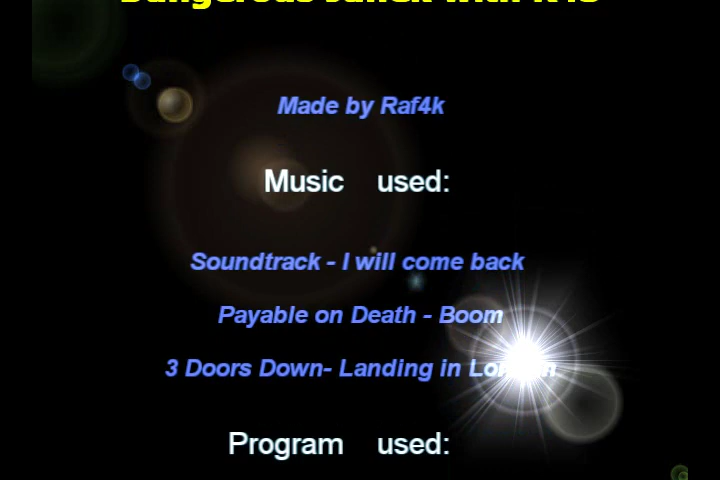 Made by Raf4k
Music used:
Soundtrack - I will come back
Payable on Death - Boom
3 Doors Down- Landing in London
Program used: